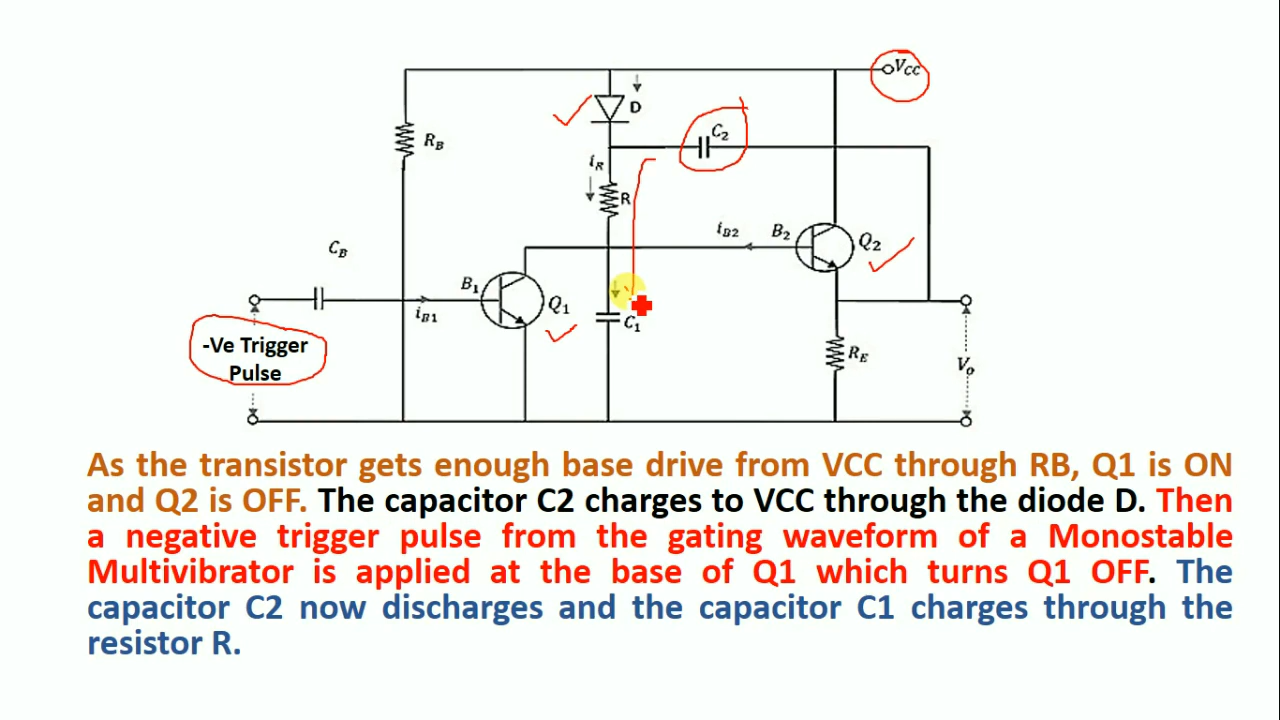 VCC
D
C2
RB
iR
R
iB2
B2
Q2
CB
B1
iB1
Q1
C1
-Ve Trigger
Pulse
RE
Vo
As the transistor gets enough base drive from VCC through RB, Q1 is ON
and Q2 is OFF. The capacitor C2 charges to VCC through the diode D. Then
a negative trigger pulse from the gating waveform of a Monostable
Multivibrator is applied at the base of Q1 which turns Q1 OFF. The
capacitor C2 now discharges and the capacitor C1 charges through the
resistor R.